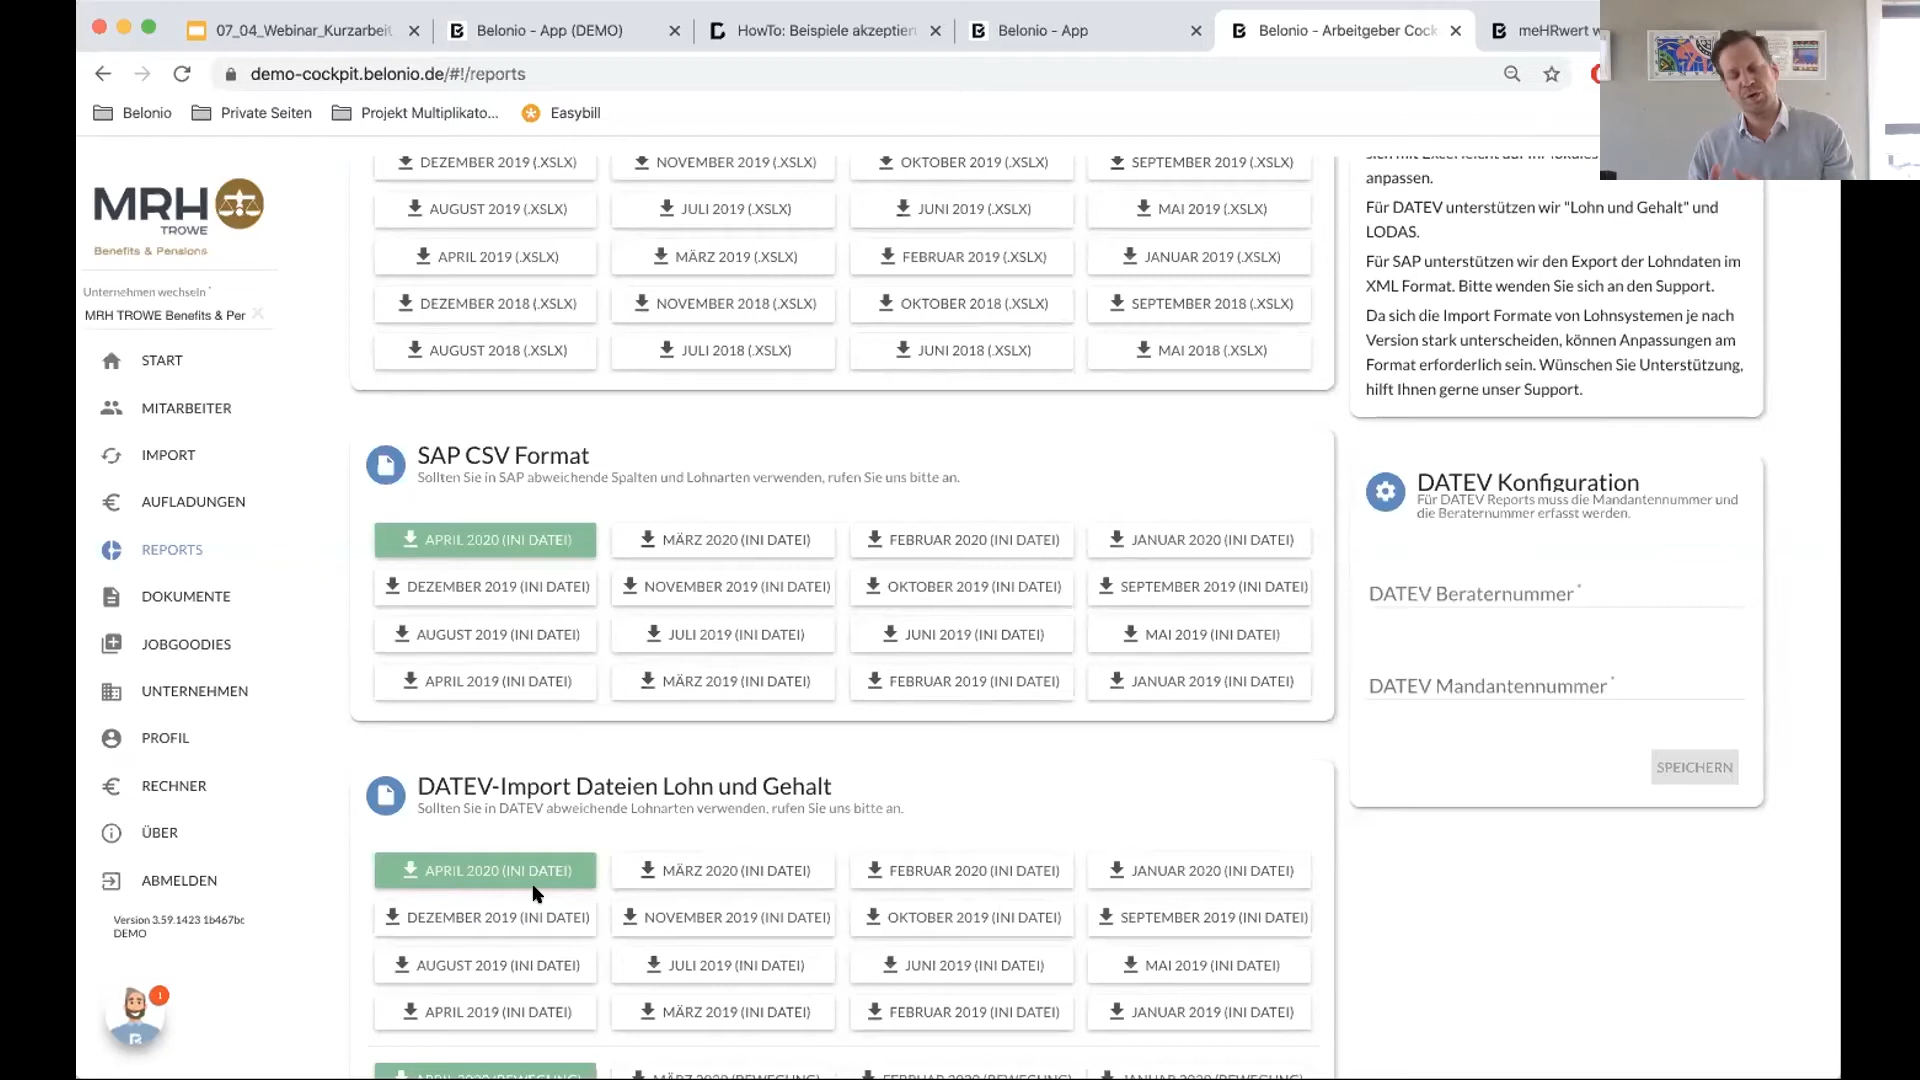 07_04_Webinar_Kurzarbeit
Belonio - App (DEMO)
HowTo: Beispiele akzeptier
Belonio - App
Belonio - Arbeitgeber Cock
meHRwert w
demo-cockpit.belonio.de/#!/reports
Belonio
Private Seiten
Projekt Multiplikato...
Easybill
MRH
TROWE
Benefits & Pensions
Unternehmen wechseln *
MRH TROWE Benefits & Per
START
MITARBEITER
IMPORT
AUFLADUNGEN
REPORTS
DOKUMENTE
JOBGOODIES
UNTERNEHMEN
PROFIL
RECHNER
ÜBER
ABMELDEN
Version 3.59.1423 1b467bc
DEMO
1
DEZEMBER 2019 (.XSLX) NOVEMBER 2019 (.XSLX) OKTOBER 2019 (.XSLX) SEPTEMBER 2019 (.XSLX)
AUGUST 2019 (.XSLX) JULI 2019 (.XSLX) JUNI 2019 (.XSLX) MAI 2019 (.XSLX)
APRIL 2019 (.XSLX) MÄRZ 2019 (.XSLX) FEBRUAR 2019 (.XSLX) JANUAR 2019 (.XSLX)
DEZEMBER 2018 (.XSLX) NOVEMBER 2018 (.XSLX) OKTOBER 2018 (.XSLX) SEPTEMBER 2018 (.XSLX)
AUGUST 2018 (.XSLX) JULI 2018 (.XSLX) JUNI 2018 (.XSLX) MAI 2018 (.XSLX)
SAP CSV Format
Sollten Sie in SAP abweichende Spalten und Lohnarten verwenden, rufen Sie uns bitte an.
APRIL 2020 (INI DATEI) MÄRZ 2020 (INI DATEI) FEBRUAR 2020 (INI DATEI) JANUAR 2020 (INI DATEI)
DEZEMBER 2019 (INI DATEI) NOVEMBER 2019 (INI DATEI) OKTOBER 2019 (INI DATEI) SEPTEMBER 2019 (INI DATEI)
AUGUST 2019 (INI DATEI) JULI 2019 (INI DATEI) JUNI 2019 (INI DATEI) MAI 2019 (INI DATEI)
APRIL 2019 (INI DATEI) MÄRZ 2019 (INI DATEI) FEBRUAR 2019 (INI DATEI) JANUAR 2019 (INI DATEI)
DATEV-Import Dateien Lohn und Gehalt
Sollten Sie in DATEV abweichende Lohnarten verwenden, rufen Sie uns bitte an.
APRIL 2020 (INI DATEI) MÄRZ 2020 (INI DATEI) FEBRUAR 2020 (INI DATEI) JANUAR 2020 (INI DATEI)
DEZEMBER 2019 (INI DATEI) NOVEMBER 2019 (INI DATEI) OKTOBER 2019 (INI DATEI) SEPTEMBER 2019 (INI DATEI)
AUGUST 2019 (INI DATEI) JULI 2019 (INI DATEI) JUNI 2019 (INI DATEI) MAI 2019 (INI DATEI)
APRIL 2019 (INI DATEI) MÄRZ 2019 (INI DATEI) FEBRUAR 2019 (INI DATEI) JANUAR 2019 (INI DATEI)
APRIL 2020 (BEWEGUNG) MÄRZ 2020 (BEWEGUNG) FEBRUAR 2020 (BEWEGUNG) JANUAR 2020 (BEWEGUNG)
anpassen.
Für DATEV unterstützen wir "Lohn und Gehalt" und
LODAS.
Für SAP unterstützen wir den Export der Lohndaten im
XML Format. Bitte wenden Sie sich an den Support.
Da sich die Import Formate von Lohnsystemen je nach
Version stark unterscheiden, können Anpassungen am
Format erforderlich sein. Wünschen Sie Unterstützung,
hilft Ihnen gerne unser Support.
DATEV Konfiguration
Für DATEV Reports muss die Mandantennummer und
die Beraternummer erfasst werden.
DATEV Beraternummer *
DATEV Mandantennummer *
SPEICHERN